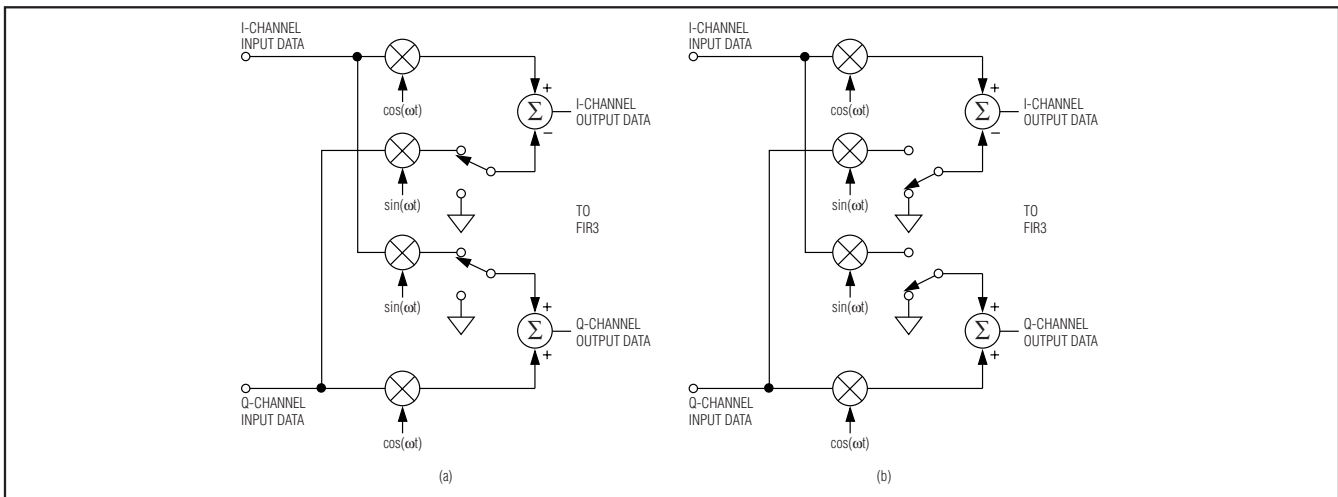 I-CHANNEL
INPUT DATA
cos(ωt)
+
Σ
−
I-CHANNEL
OUTPUT DATA
sin(ωt)
TO
FIR3
sin(ωt)
+
Σ
+
Q-CHANNEL
OUTPUT DATA
Q-CHANNEL
INPUT DATA
cos(ωt)
(a)
I-CHANNEL
INPUT DATA
cos(ωt)
+
Σ
−
I-CHANNEL
OUTPUT DATA
sin(ωt)
TO
FIR3
sin(ωt)
+
Σ
+
Q-CHANNEL
OUTPUT DATA
Q-CHANNEL
INPUT DATA
cos(ωt)
(b)